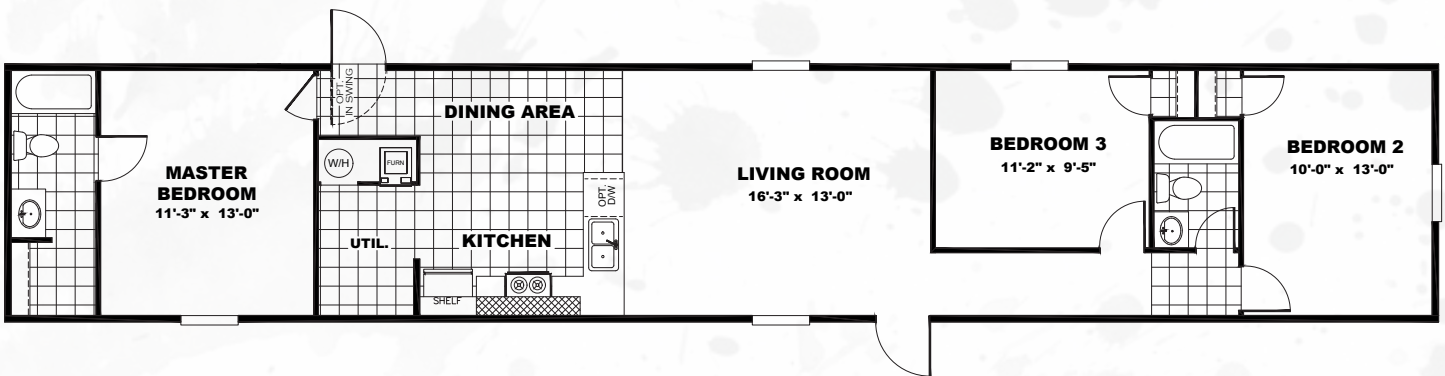 OPT.
IN SWING
DINING AREA
W/H
FURN
MASTER
BEDROOM
11'-3" x 13'-0"
UTIL.
KITCHEN
SHELF
OPT.
D/W
LIVING ROOM
16'-3" x 13'-0"
BEDROOM 3
11'-2" x 9'-5"
BEDROOM 2
10'-0" x 13'-0"